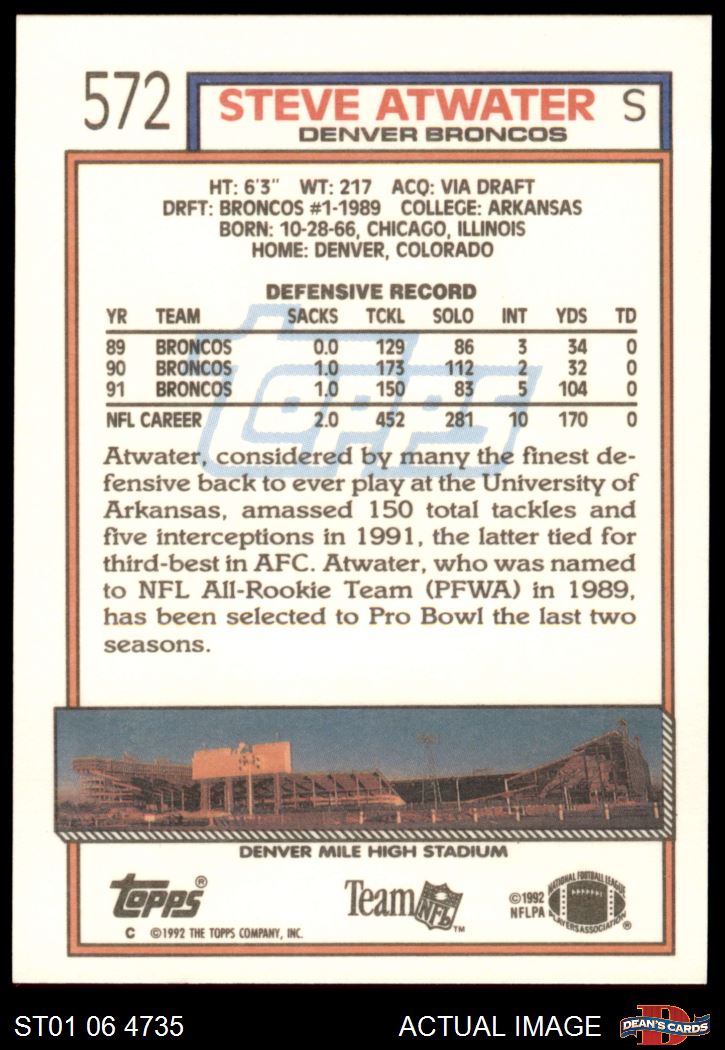 572
STEVE ATWATER S
DENVER BRONCOS
HT: 6'3" WT: 217 ACQ: VIA DRAFT
DRFT: BRONCOS #1-1989 COLLEGE: ARKANSAS
BORN: 10-28-66, CHICAGO, ILLINOIS
HOME: DENVER, COLORADO
DEFENSIVE RECORD
YR TEAM SACKS TCKL SOLO INT YDS TD
89 BRONCOS 0.0 129 86 3 34 0
90 BRONCOS 1.0 173 112 2 32 0
91 BRONCOS 1.0 150 83 5 104 0
NFL CAREER 2.0 452 281 10 170 0
Topps
Atwater, considered by many the finest de-
fensive back to ever play at the University of
Arkansas, amassed 150 total tackles and
five interceptions in 1991, the latter tied for
third-best in AFC. Atwater, who was named
to NFL All-Rookie Team (PFWA) in 1989,
has been selected to Pro Bowl the last two
seasons.
DENVER MILE HIGH STADIUM
Topps®
Team NFL™
©1992
NFLPA
NATIONAL FOOTBALL LEAGUE
PLAYERS ASSOCIATION®
C ©1992 THE TOPPS COMPANY, INC.
ST01 06 4735
ACTUAL IMAGE
D
DEAN'S CARDS